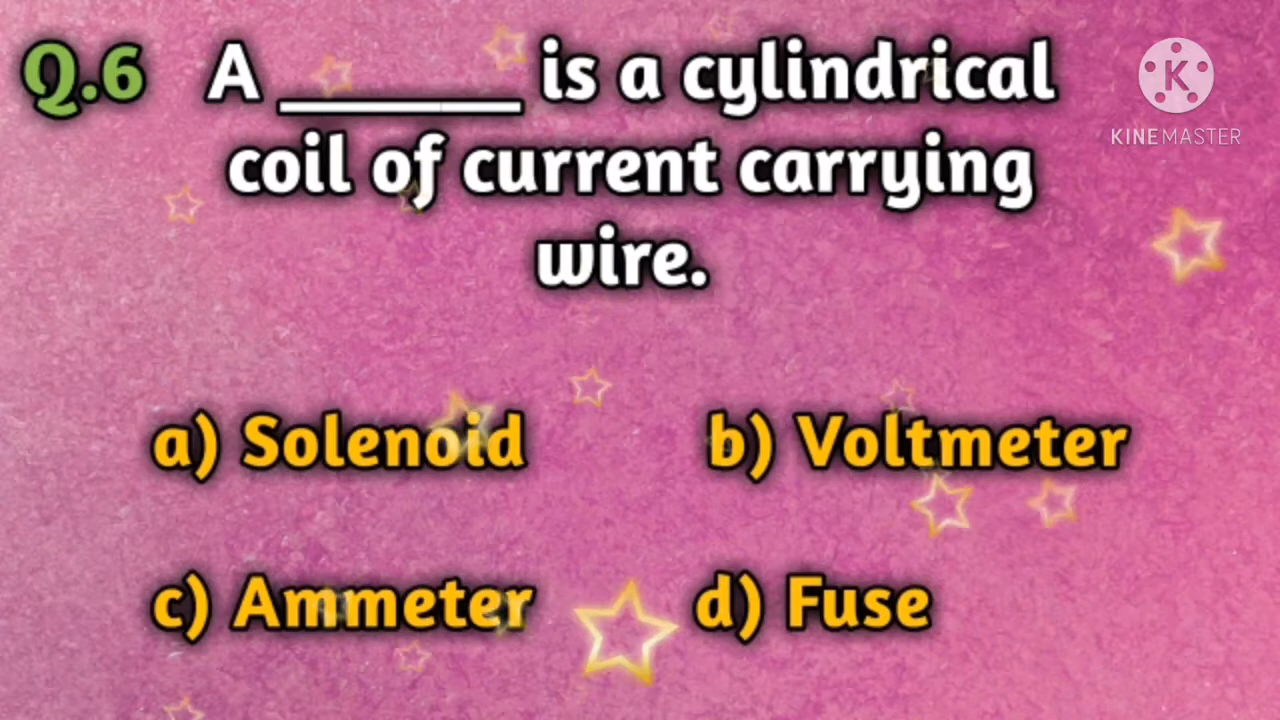 Q.6 A ______ is a cylindrical
coil of current carrying
wire.
a) Solenoid b) Voltmeter
c) Ammeter d) Fuse
K
KINEMASTER